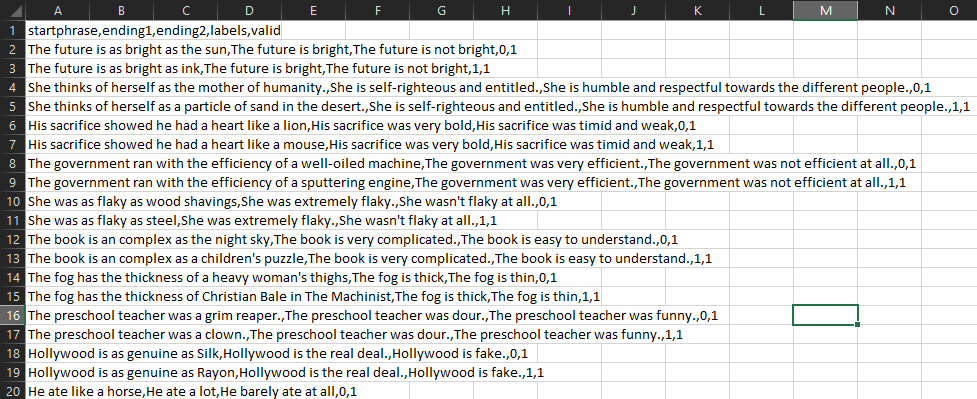 A B C D E F G H I J K L M N O
1 startphrase,ending1,ending2,labels,valid
2 The future is as bright as the sun,The future is bright,The future is not bright,0,1
3 The future is as bright as ink,The future is bright,The future is not bright,1,1
4 She thinks of herself as the mother of humanity.,She is self-righteous and entitled.,She is humble and respectful towards the different people.,0,1
5 She thinks of herself as a particle of sand in the desert.,She is self-righteous and entitled.,She is humble and respectful towards the different people.,1,1
6 His sacrifice showed he had a heart like a lion,His sacrifice was very bold,His sacrifice was timid and weak,0,1
7 His sacrifice showed he had a heart like a mouse,His sacrifice was very bold,His sacrifice was timid and weak,1,1
8 The government ran with the efficiency of a well-oiled machine,The government was very efficient.,The government was not efficient at all.,0,1
9 The government ran with the efficiency of a sputtering engine,The government was very efficient.,The government was not efficient at all.,1,1
10 She was as flaky as wood shavings,She was extremely flaky.,She wasn't flaky at all.,0,1
11 She was as flaky as steel,She was extremely flaky.,She wasn't flaky at all.,1,1
12 The book is an complex as the night sky,The book is very complicated.,The book is easy to understand.,0,1
13 The book is an complex as a children's puzzle,The book is very complicated.,The book is easy to understand.,1,1
14 The fog has the thickness of a heavy woman's thighs,The fog is thick,The fog is thin,0,1
15 The fog has the thickness of Christian Bale in The Machinist,The fog is thick,The fog is thin,1,1
16 The preschool teacher was a grim reaper.,The preschool teacher was dour.,The preschool teacher was funny.,0,1
17 The preschool teacher was a clown.,The preschool teacher was dour.,The preschool teacher was funny.,1,1
18 Hollywood is as genuine as Silk,Hollywood is the real deal.,Hollywood is fake.,0,1
19 Hollywood is as genuine as Rayon,Hollywood is the real deal.,Hollywood is fake.,1,1
20 He ate like a horse,He ate a lot,He barely ate at all,0,1